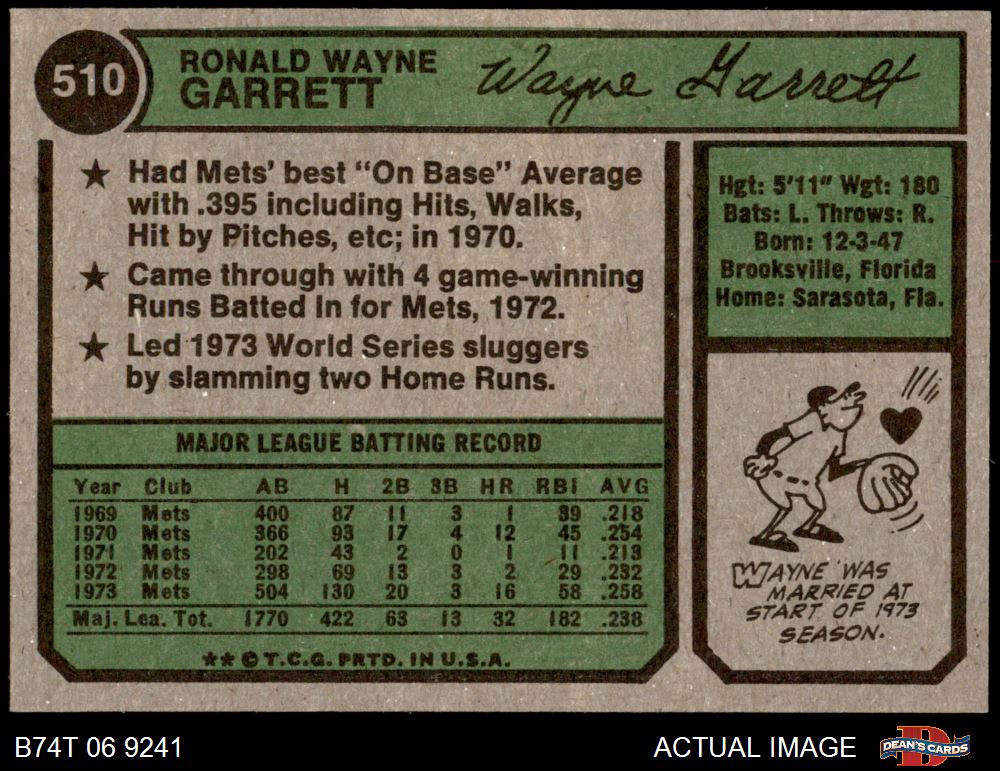 510
RONALD WAYNE
GARRETT
Wayne Garrett
★ Had Mets' best "On Base" Average
with .395 including Hits, Walks,
Hit by Pitches, etc; in 1970.
★ Came through with 4 game-winning
Runs Batted In for Mets, 1972.
★ Led 1973 World Series sluggers
by slamming two Home Runs.
Hgt: 5'11" Wgt: 180
Bats: L. Throws: R.
Born: 12-3-47
Brooksville, Florida
Home: Sarasota, Fla.
MAJOR LEAGUE BATTING RECORD
Year Club AB H 2B 3B HR RBI AVG
1969 Mets 400 87 11 3 1 39 .218
1970 Mets 366 93 17 4 12 45 .254
1971 Mets 202 43 2 0 1 11 .213
1972 Mets 298 69 13 3 2 29 .232
1973 Mets 504 130 20 3 16 58 .258
Maj. Lea. Tot. 1770 422 63 13 32 182 .238
★★ © T.C.G. PRTD. IN U.S.A.
WAYNE WAS
MARRIED AT
START OF 1973
SEASON.
B74T 06 9241
ACTUAL IMAGE
DEAN'S CARDS